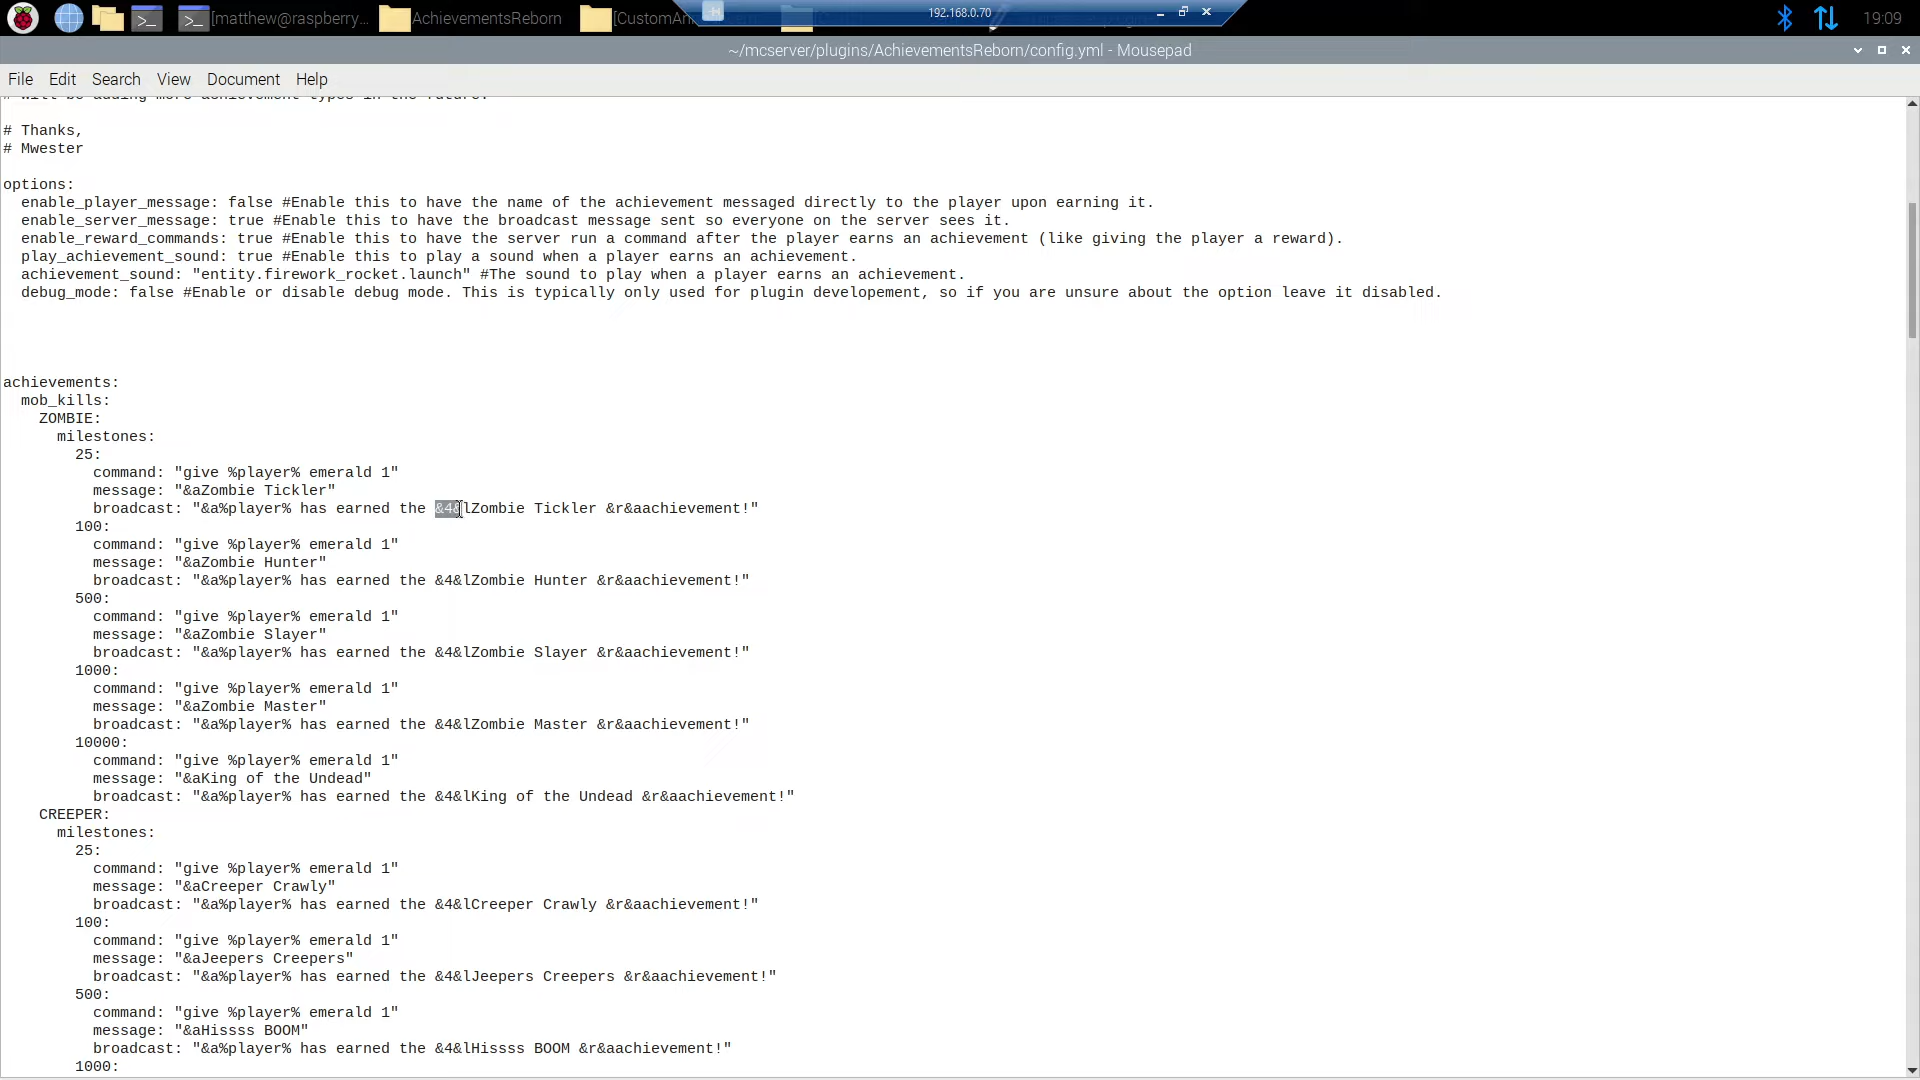 [matthew@raspberry...
AchievementsReborn
192.168.0.70
19:09
~/mcserver/plugins/AchievementsReborn/config.yml - Mousepad
File Edit Search View Document Help
# Thanks,
# Mwester
options:
enable_player_message: false #Enable this to have the name of the achievement messaged directly to the player upon earning it.
enable_server_message: true #Enable this to have the broadcast message sent so everyone on the server sees it.
enable_reward_commands: true #Enable this to have the server run a command after the player earns an achievement (like giving the player a reward).
play_achievement_sound: true #Enable this to play a sound when a player earns an achievement.
achievement_sound: "entity.firework_rocket.launch" #The sound to play when a player earns an achievement.
debug_mode: false #Enable or disable debug mode. This is typically only used for plugin developement, so if you are unsure about the option leave it disabled.
achievements:
mob_kills:
ZOMBIE:
milestones:
25:
command: "give %player% emerald 1"
message: "&aZombie Tickler"
broadcast: "&a%player% has earned the &4&lZombie Tickler &r&aachievement!"
100:
command: "give %player% emerald 1"
message: "&aZombie Hunter"
broadcast: "&a%player% has earned the &4&lZombie Hunter &r&aachievement!"
500:
command: "give %player% emerald 1"
message: "&aZombie Slayer"
broadcast: "&a%player% has earned the &4&lZombie Slayer &r&aachievement!"
1000:
command: "give %player% emerald 1"
message: "&aZombie Master"
broadcast: "&a%player% has earned the &4&lZombie Master &r&aachievement!"
10000:
command: "give %player% emerald 1"
message: "&aKing of the Undead"
broadcast: "&a%player% has earned the &4&lKing of the Undead &r&aachievement!"
CREEPER:
milestones:
25:
command: "give %player% emerald 1"
message: "&aCreeper Crawly"
broadcast: "&a%player% has earned the &4&lCreeper Crawly &r&aachievement!"
100:
command: "give %player% emerald 1"
message: "&aJeepers Creepers"
broadcast: "&a%player% has earned the &4&lJeepers Creepers &r&aachievement!"
500:
command: "give %player% emerald 1"
message: "&aHissss BOOM"
broadcast: "&a%player% has earned the &4&lHissss BOOM &r&aachievement!"
1000: